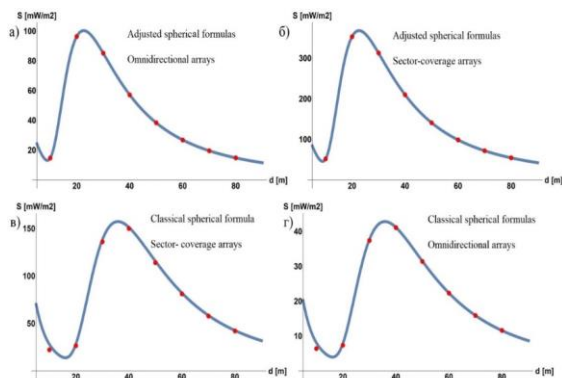 а)
S [mW/m2]
Adjusted spherical formulas
Omnidirectional arrays
100
80
60
40
20
20
40
60
80
d [m]
б)
S [mW/m2]
Adjusted spherical formulas
Sector-coverage arrays
300
200
100
20
40
60
80
d [m]
в)
S [mW/m2]
Classical spherical formula
Sector- coverage arrays
150
100
50
20
40
60
80
d [m]
г)
S [mW/m2]
Classical spherical formulas
Omnidirectional arrays
40
30
20
10
20
40
60
80
d [m]